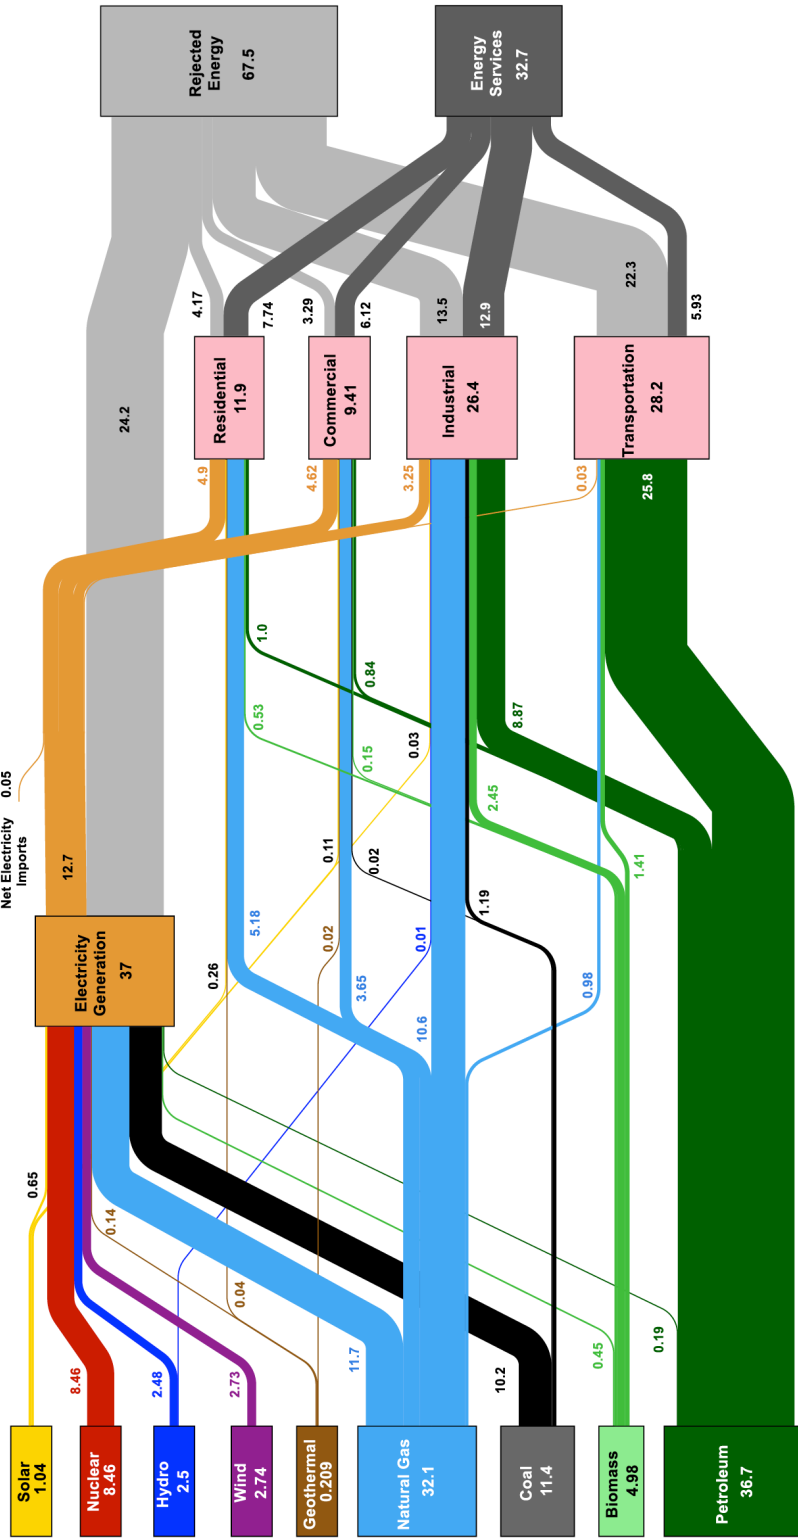 Net Electricity
Imports
0.05
Solar
1.04
Nuclear
8.46
Hydro
2.5
Wind
2.74
Geothermal
0.209
Natural Gas
32.1
Coal
11.4
Biomass
4.98
Petroleum
36.7
0.65
8.46
2.48
2.73
0.14
0.04
11.7
10.2
0.45
0.19
Electricity
Generation
37
12.7
24.2
0.26
0.11
0.03
0.02
0.01
5.18
3.65
10.6
0.98
0.02
1.19
0.53
0.15
2.45
1.41
1.0
0.84
8.87
25.8
4.9
4.62
3.25
0.03
Residential
11.9
Commercial
9.41
Industrial
26.4
Transportation
28.2
4.17
7.74
3.29
6.12
13.5
12.9
22.3
5.93
Rejected
Energy
67.5
Energy
Services
32.7